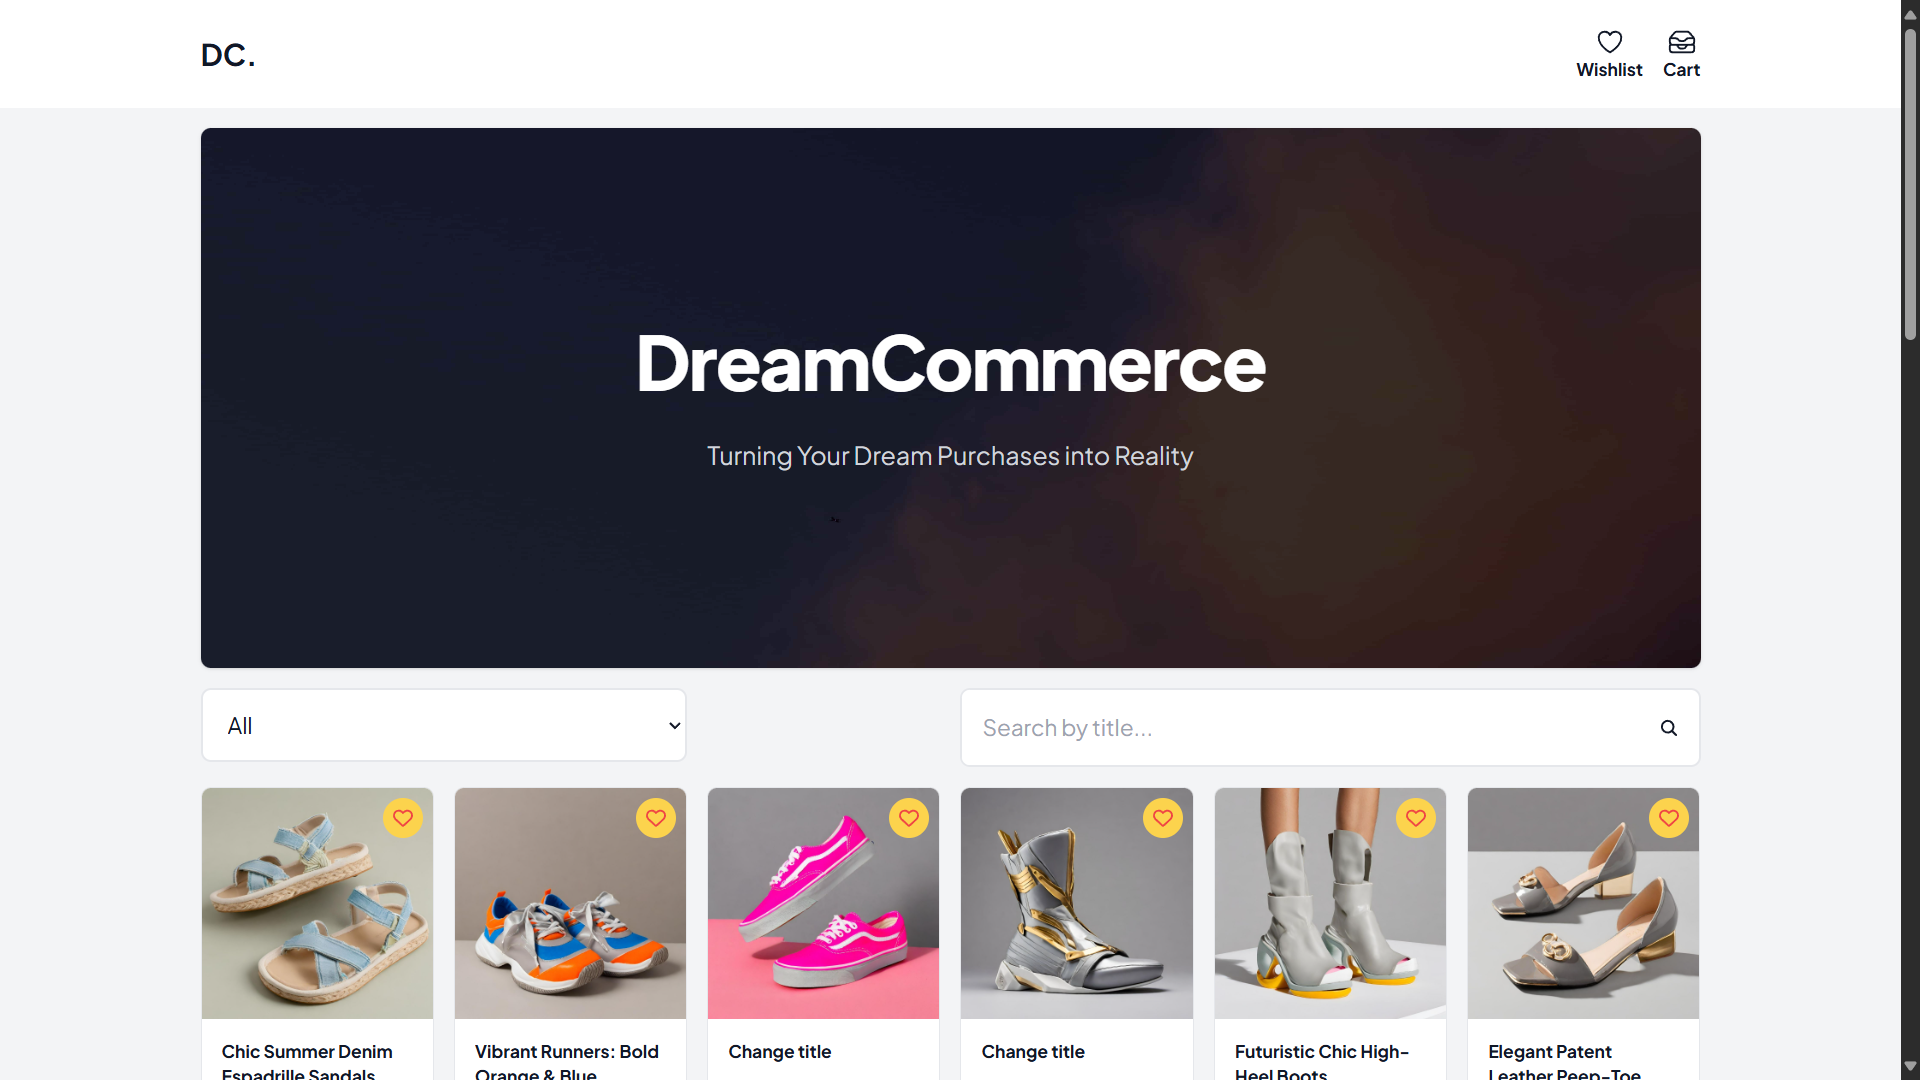 DC.
Wishlist
Cart
DreamCommerce
Turning Your Dream Purchases into Reality
All
Search by title...
Chic Summer Denim
Espadrille Sandals
Vibrant Runners: Bold
Orange & Blue
Change title
Change title
Futuristic Chic High-
Heel Boots
Elegant Patent
Leather Peep-Toe